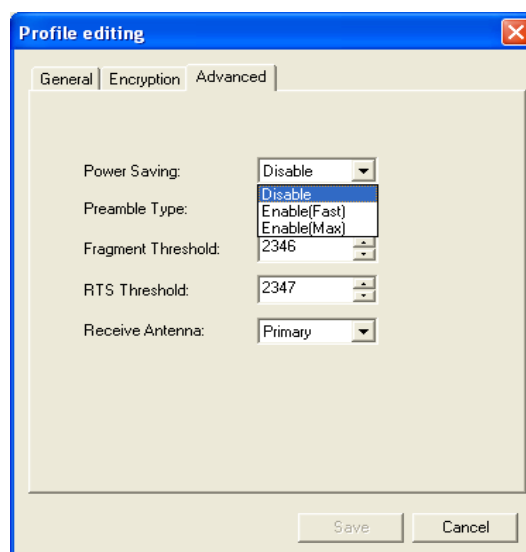 Profile editing
General Encryption Advanced
Power Saving: Disable
Disable
Preamble Type: Enable(Fast)
Enable(Max)
Fragment Threshold: 2346
RTS Threshold: 2347
Receive Antenna: Primary
Save Cancel